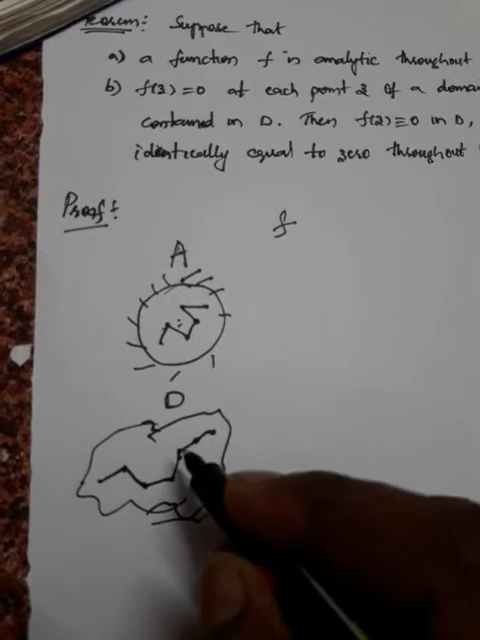 Suppose that
a) a function f is analytic throughout
b) f(z)=0 at each point z of a domai
contained in D. Then f(z)≡0 in D,
identically equal to zero throughout
Proof:
f
A
D